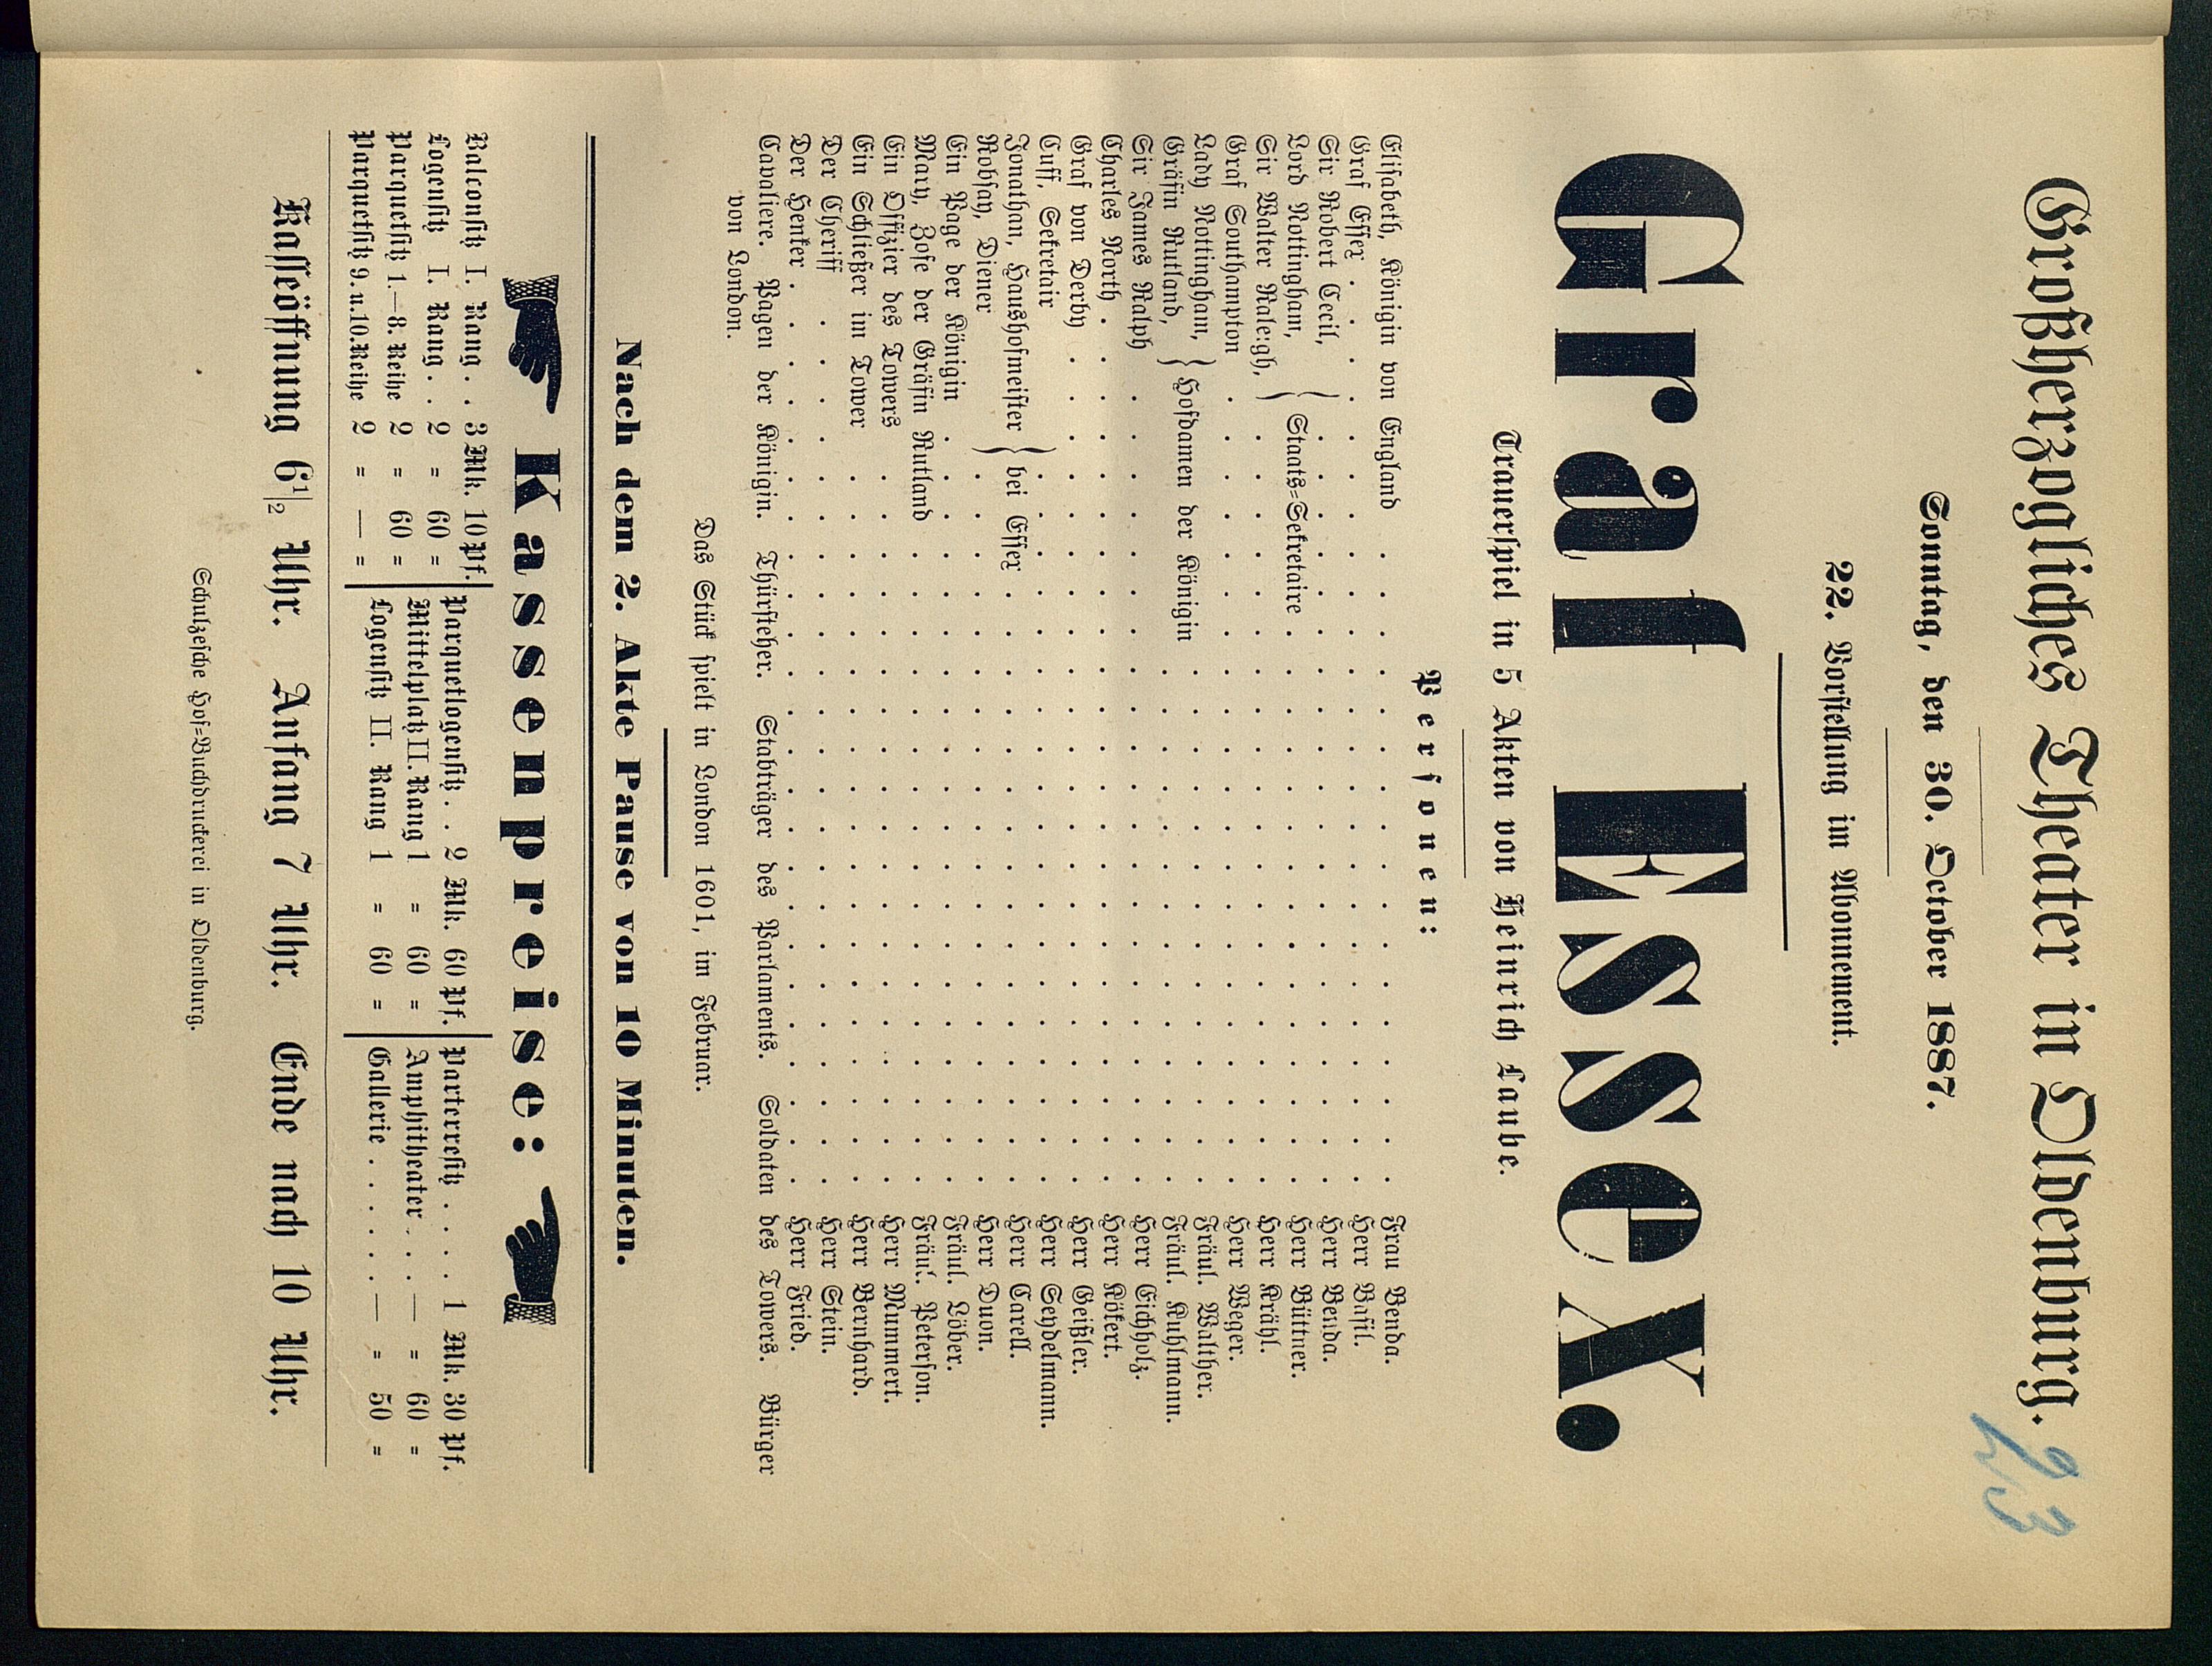 Großherzogliches Theater in Oldenburg.
23
Sonntag, den 30. October 1887.
22. Vorstellung im Abonnement.
Graf Essex.
Trauerspiel in 5 Akten von Heinrich Laube.
Personen:
Elisabeth, Königin von England . . . Frau Benda.
Graf Essex . . . Herr Basil.
Sir Robert Cecil, . . . Herr Benda.
Lord Nottingham, } Staats=Sekretaire . . . Herr Büttner.
Sir Walter Raleigh, . . . Herr Krähl.
Graf Southampton . . . Herr Weger.
Lady Nottingham, } Hofdamen der Königin . . . Fräul. Walther.
Gräfin Rutland, . . . Fräul. Kuhlmann.
Sir James Ralph . . . Herr Eichholz.
Charles North . . . Herr Kökert.
Graf von Derby . . . Herr Geißler.
Cuff, Sekretair . . . Herr Seydelmann.
Jonathan, Haushofmeister } bei Essex . . . Herr Carell.
Robsay, Diener . . . Herr Duon.
Ein Page der Königin . . . Fräul. Löber.
Mary, Zofe der Gräfin Rutland . . . Fräul. Peterson.
Ein Offizier des Towers . . . Herr Mummert.
Ein Schließer im Tower . . . Herr Bernhard.
Der Cheriff . . . Herr Stein.
Der Henker . . . Herr Fried.
Cavaliere. Pagen der Königin. Thürsteher. Stabträger des Parlaments. Soldaten des Towers. Bürger
von London.
Das Stück spielt in London 1601, im Februar.
Nach dem 2. Akte Pause von 10 Minuten.
Kassenpreise:
Balconsitz I. Rang . . 3 Mk. 10 Pf.
Logensitz I. Rang . . 2 = 60 =
Parquetsitz 1.—8. Reihe 2 = 60 =
Parquetsitz 9. u. 10. Reihe 2 = — =
Parquetlogensitz . . 2 Mk. 60 Pf.
Mittelplatz II. Rang 1 = 60 =
Logensitz II. Rang 1 = 60 =
Parterresitz . . . 1 Mk. 30 Pf.
Amphitheater . . . — = 60 =
Gallerie . . . . . — = 50 =
Kasseöffnung 6½ Uhr. Anfang 7 Uhr. Ende nach 10 Uhr.
Schulzesche Hof=Buchdruckerei in Oldenburg.